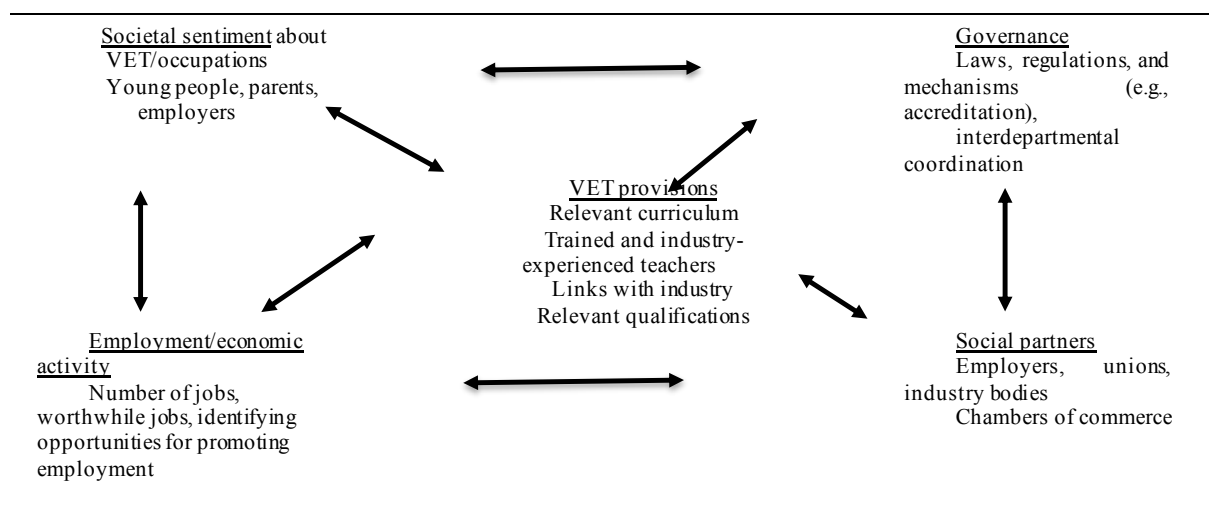 Societal sentiment about
VET/occupations
Young people, parents,
employers
Governance
Laws, regulations, and
mechanisms (e.g.,
accreditation),
interdepartmental
coordination
VET provisions
Relevant curriculum
Trained and industry-
experienced teachers
Links with industry
Relevant qualifications
Employment/economic
activity
Number of jobs,
worthwhile jobs, identifying
opportunities for promoting
employment
Social partners
Employers, unions,
industry bodies
Chambers of commerce